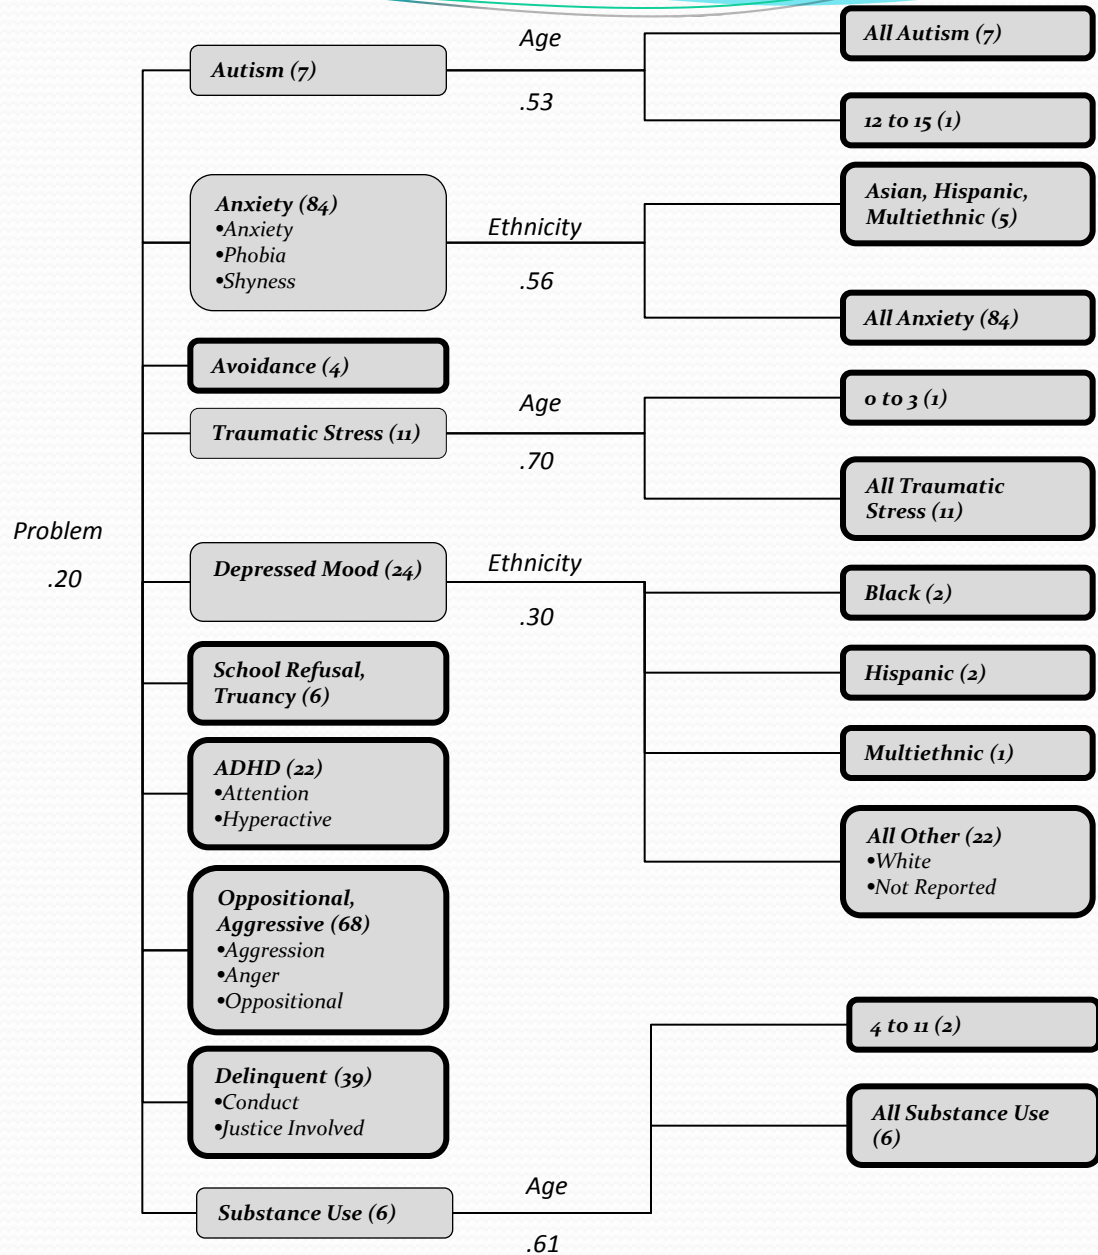 Problem
.20
Autism (7)
Age
.53
All Autism (7)
12 to 15 (1)
Anxiety (84)
•Anxiety
•Phobia
•Shyness
Ethnicity
.56
Asian, Hispanic,
Multiethnic (5)
All Anxiety (84)
Avoidance (4)
Traumatic Stress (11)
Age
.70
0 to 3 (1)
All Traumatic
Stress (11)
Depressed Mood (24)
Ethnicity
.30
Black (2)
Hispanic (2)
Multiethnic (1)
All Other (22)
•White
•Not Reported
School Refusal,
Truancy (6)
ADHD (22)
•Attention
•Hyperactive
Oppositional,
Aggressive (68)
•Aggression
•Anger
•Oppositional
Delinquent (39)
•Conduct
•Justice Involved
Substance Use (6)
Age
.61
4 to 11 (2)
All Substance Use
(6)